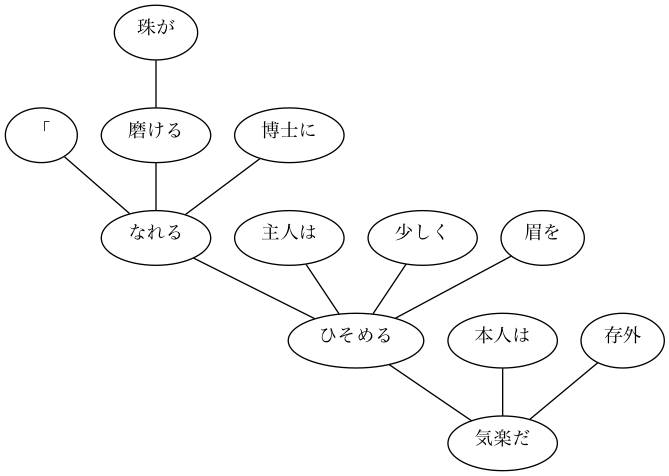 珠が
「
磨ける
博士に
なれる
主人は
少しく
眉を
ひそめる
本人は
存外
気楽だ